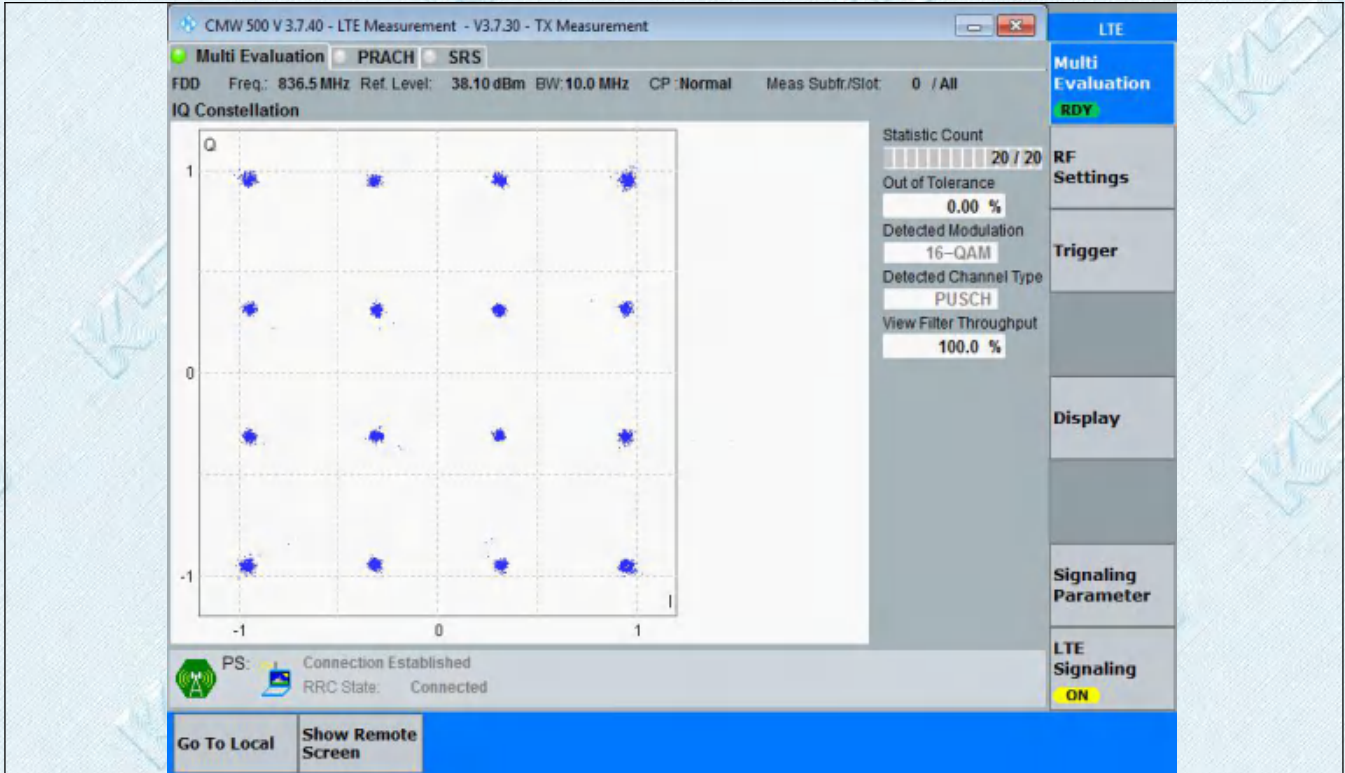 CMW 500 V 3.7.40 - LTE Measurement - V3.7.30 - TX Measurement
LTE
Multi Evaluation PRACH SRS
FDD Freq.: 836.5 MHz Ref. Level: 38.10 dBm BW: 10.0 MHz CP :Normal Meas Subfr./Slot: 0 / All
IQ Constellation
Q
1
0
-1
-1 0 1
I
Statistic Count
20 / 20
Out of Tolerance
0.00 %
Detected Modulation
16-QAM
Detected Channel Type
PUSCH
View Filter Throughput
100.0 %
Multi
Evaluation
RDY
RF
Settings
Trigger
Display
Signaling
Parameter
LTE
Signaling
ON
PS: Connection Established
RRC State: Connected
Go To Local
Show Remote
Screen